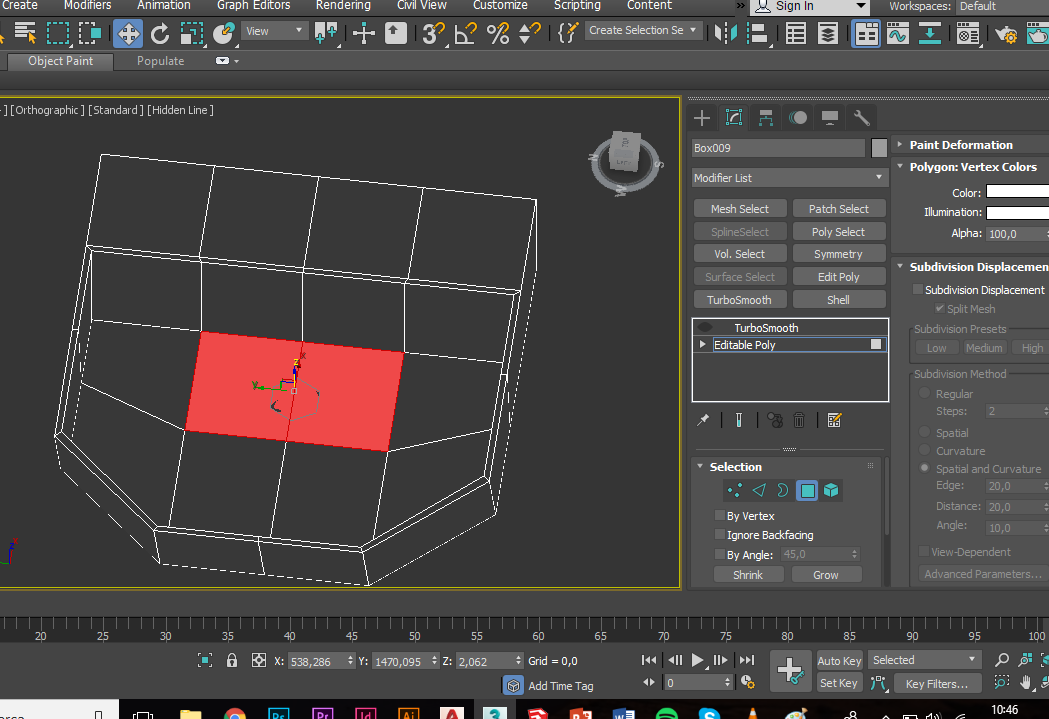 Create Modifiers Animation Graph Editors Rendering Civil View Customize Scripting Content » Sign In Workspaces: Default
View 3 Create Selection Se
Object Paint Populate
] [Orthographic ] [Standard ] [Hidden Line ]
Box009
Modifier List
Mesh Select Patch Select
SplineSelect Poly Select
Vol. Select Symmetry
Surface Select Edit Poly
TurboSmooth Shell
TurboSmooth
Editable Poly
Selection
By Vertex
Ignore Backfacing
By Angle: 45,0
Shrink Grow
Paint Deformation
Polygon: Vertex Colors
Color:
Illumination:
Alpha: 100,0
Subdivision Displacemen
Subdivision Displacement
Split Mesh
Subdivision Presets
Low Medium High
Subdivision Method
Regular
Steps: 2
Spatial
Curvature
Spatial and Curvature
Edge: 20,0
Distance: 20,0
Angle: 10,0
View-Dependent
Advanced Parameters...
x
z
y
z
20 25 30 35 40 45 50 55 60 65 70 75 80 85 90 95 100
X: 538,286 Y: 1470,095 Z: 2,062 Grid = 0,0 Auto Key Selected
Add Time Tag 0 Set Key Key Filters...
Ps Pr Id Ai A 3 W S
10:46